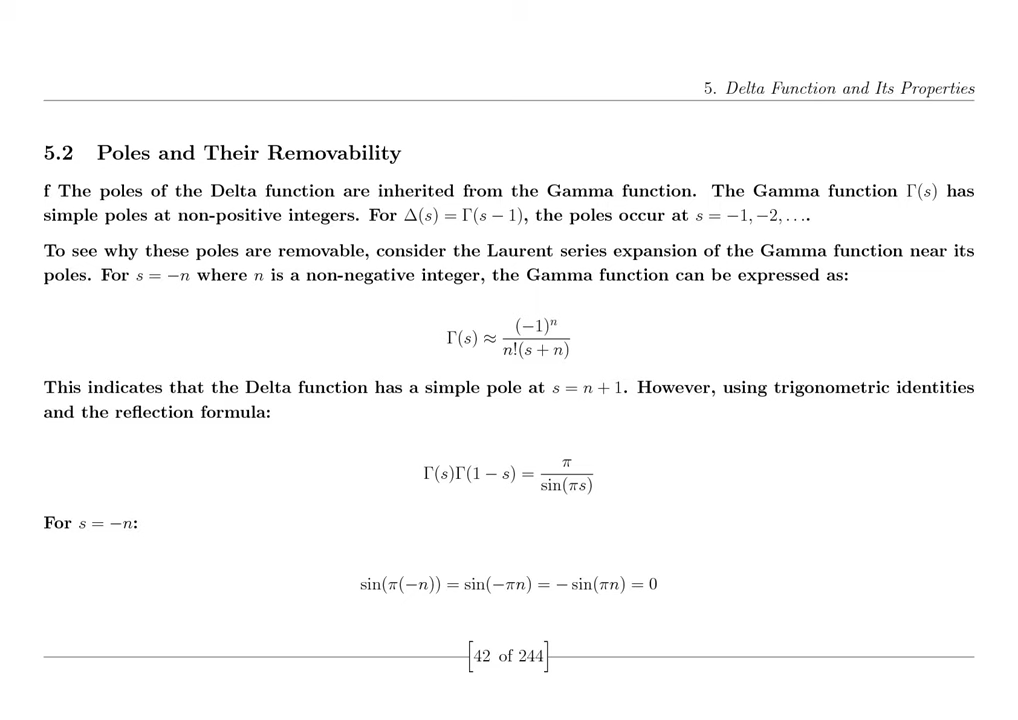 5. Delta Function and Its Properties
5.2 Poles and Their Removability
f The poles of the Delta function are inherited from the Gamma function. The Gamma function Γ(s) has
simple poles at non-positive integers. For Δ(s) = Γ(s − 1), the poles occur at s = −1, −2, . . ..
To see why these poles are removable, consider the Laurent series expansion of the Gamma function near its
poles. For s = −n where n is a non-negative integer, the Gamma function can be expressed as:
Γ(s) ≈ (−1)^n / n!(s + n)
This indicates that the Delta function has a simple pole at s = n + 1. However, using trigonometric identities
and the reflection formula:
Γ(s)Γ(1 − s) = π / sin(πs)
For s = −n:
sin(π(−n)) = sin(−πn) = − sin(πn) = 0
[42 of 244]